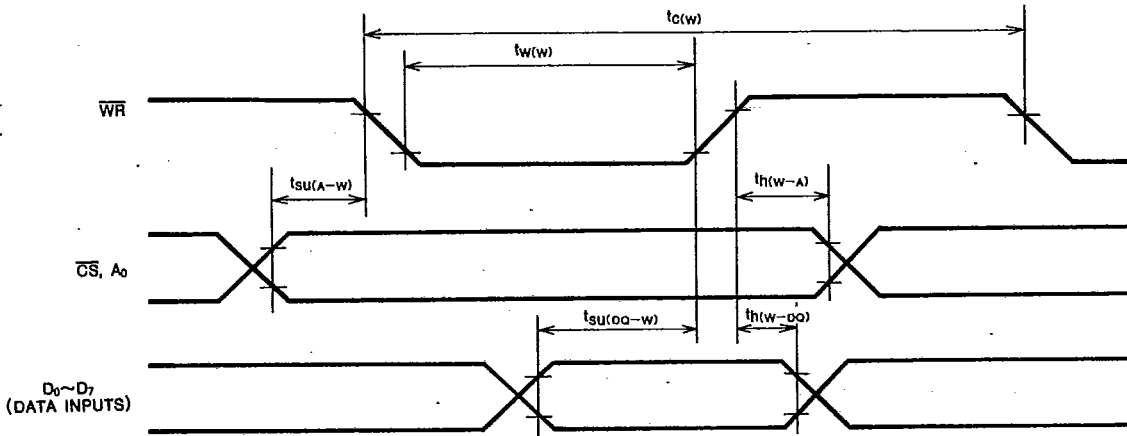 tC(W)
tW(W)
WR
tsu(A-W)
th(W-A)
CS, A0
tsu(DQ-W)
th(W-DQ)
D0~D7
(DATA INPUTS)